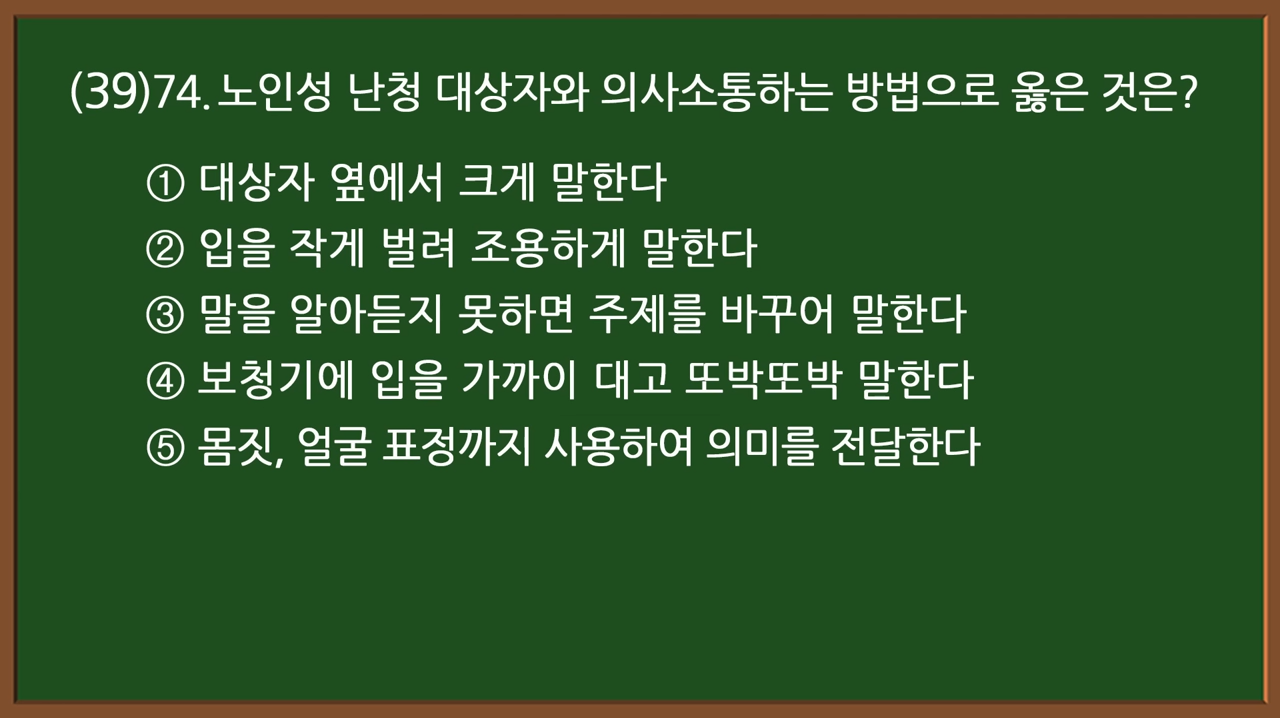 (39)74. 노인성 난청 대상자와 의사소통하는 방법으로 옳은 것은?
① 대상자 옆에서 크게 말한다
② 입을 작게 벌려 조용하게 말한다
③ 말을 알아듣지 못하면 주제를 바꾸어 말한다
④ 보청기에 입을 가까이 대고 또박또박 말한다
⑤ 몸짓, 얼굴 표정까지 사용하여 의미를 전달한다